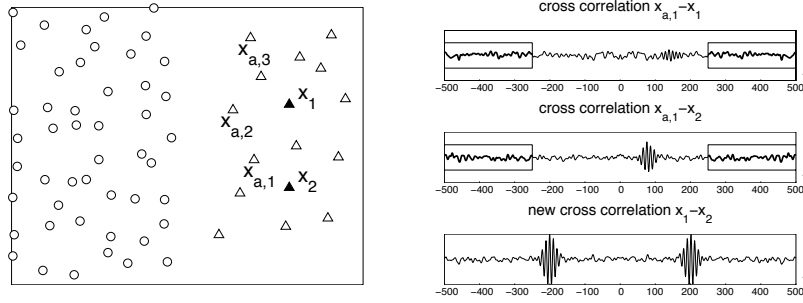 x_{a,3}
x_1
x_{a,2}
x_{a,1}
x_2
cross correlation x_{a,1}−x_1
−500 −400 −300 −200 −100 0 100 200 300 400 500
cross correlation x_{a,1}−x_2
−500 −400 −300 −200 −100 0 100 200 300 400 500
new cross correlation x_1−x_2
−500 −400 −300 −200 −100 0 100 200 300 400 500